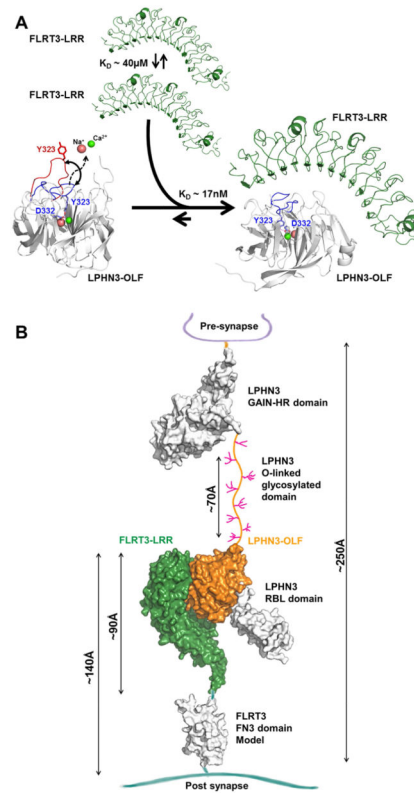 A
FLRT3-LRR
K_D ~ 40μM
FLRT3-LRR
Na⁺
Ca²⁺
Y323
Y323
D332
LPHN3-OLF
K_D ~ 17nM
FLRT3-LRR
Y323
D332
LPHN3-OLF
B
Pre-synapse
LPHN3
GAIN-HR domain
LPHN3
O-linked
glycosylated
domain
~70Å
~250Å
FLRT3-LRR
LPHN3-OLF
LPHN3
RBL domain
~90Å
~140Å
FLRT3
FN3 domain
Model
Post synapse